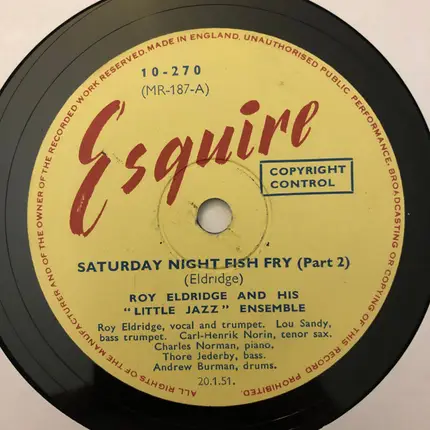 ALL RIGHTS OF THE MANUFACTURER AND OF THE OWNER OF THE RECORDED WORK RESERVED. MADE IN ENGLAND. UNAUTHORISED PUBLIC PERFORMANCE, BROADCASTING OR COPYING OF THIS RECORD PROHIBITED.
10-270
(MR-187-A)
Esquire
COPYRIGHT
CONTROL
SATURDAY NIGHT FISH FRY (Part 2)
(Eldridge)
ROY ELDRIDGE AND HIS
"LITTLE JAZZ" ENSEMBLE
Roy Eldridge, vocal and trumpet. Lou Sandy,
bass trumpet. Carl-Henrik Norin, tenor sax.
Charles Norman, piano.
Thore Jederby, bass.
Andrew Burman, drums.
20.1.51.